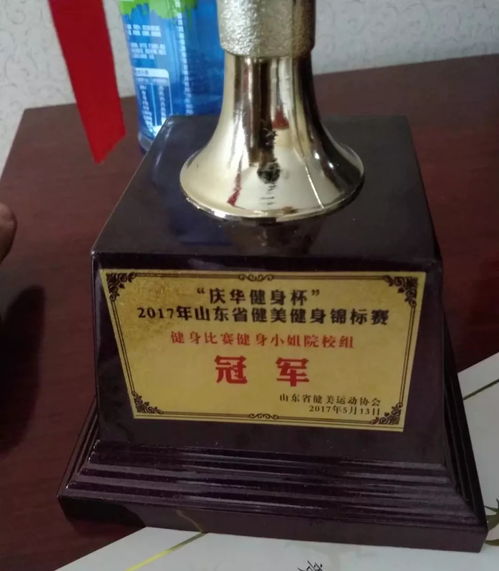 “庆华健身杯”
2017年山东省健美健身锦标赛
健身比赛健身小姐院校组
冠军
山东省健美运动协会
2017年5月13日